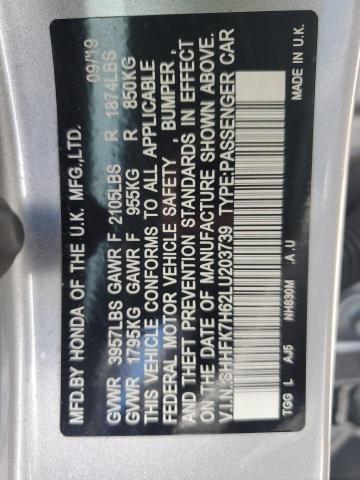 MFD.BY HONDA OF THE U.K. MFG.,LTD. 09/19
GVWR 3957LBS GAWR F 2105LBS R 1874LBS
GVWR 1795KG GAWR F 955KG R 850KG
THIS VEHICLE CONFORMS TO ALL APPLICABLE
FEDERAL MOTOR VEHICLE SAFETY , BUMPER,
AND THEFT PREVENTION STANDARDS IN EFFECT
ON THE DATE OF MANUFACTURE SHOWN ABOVE.
V.I.N.:SHHFK7H62LU203739 TYPE:PASSENGER CAR
TGG L AJ5 NH830M .A .U MADE IN U.K.